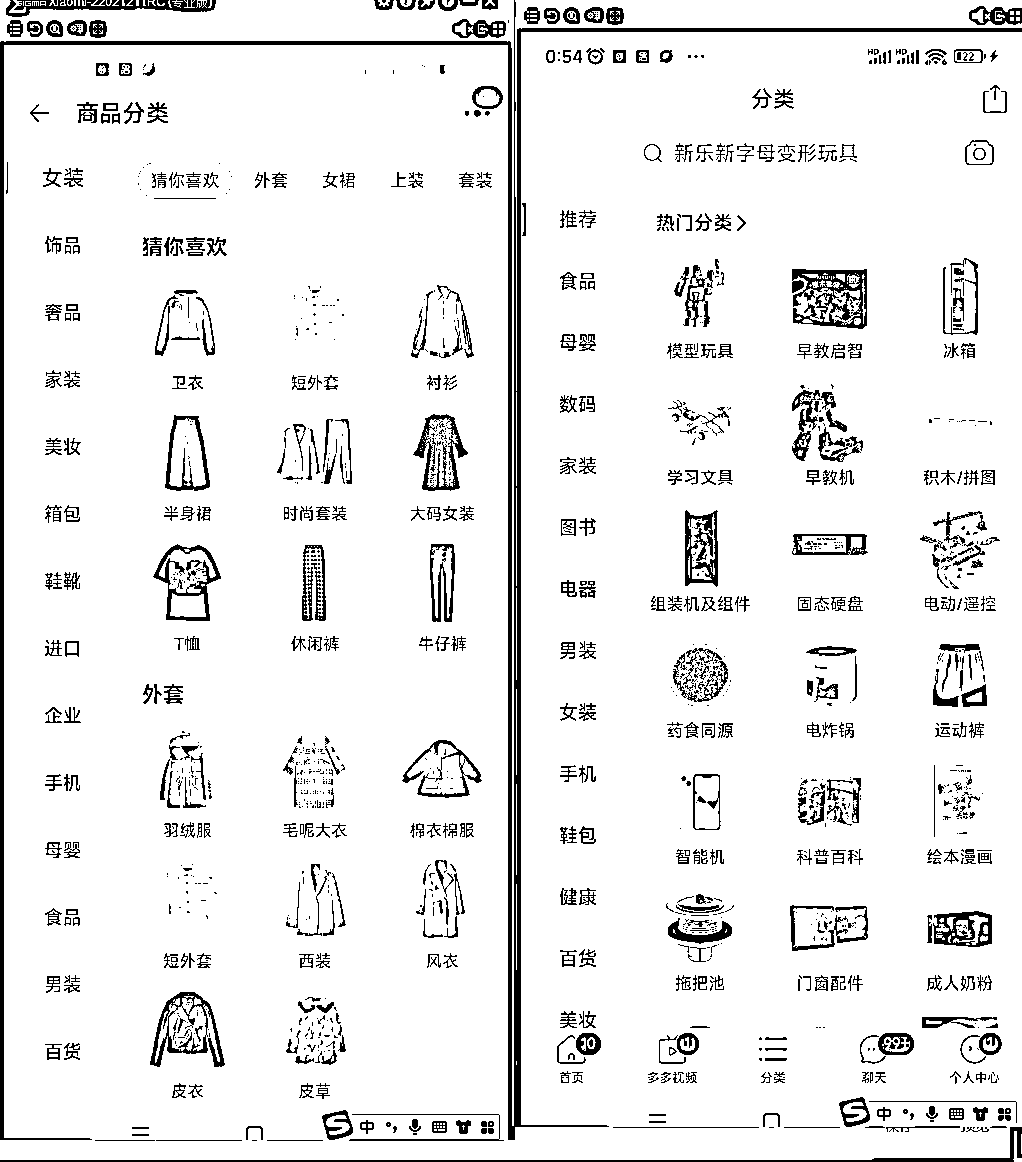 Xiaomi-2202121RC (专业版)
商品分类
女装
猜你喜欢 外套 女裙 上装 套装
饰品
奢品
家装
美妆
箱包
鞋靴
进口
企业
手机
母婴
食品
男装
百货
猜你喜欢
卫衣 短外套 衬衫
半身裙 时尚套装 大码女装
T恤 休闲裤 牛仔裤
外套
羽绒服 毛呢大衣 棉衣棉服
短外套 西装 风衣
皮衣 皮草
中
0:54
HD HD 22
分类
新乐新字母变形玩具
推荐
食品
母婴
数码
家装
图书
电器
男装
女装
手机
鞋包
健康
百货
美妆
热门分类
模型玩具 早教启智 冰箱
学习文具 早教机 积木/拼图
组装机及组件 固态硬盘 电动/遥控
药食同源 电炸锅 运动裤
智能机 科普百科 绘本漫画
拖把池 门窗配件 成人奶粉
10
首页 多多视频 分类 聊天 个人中心
中